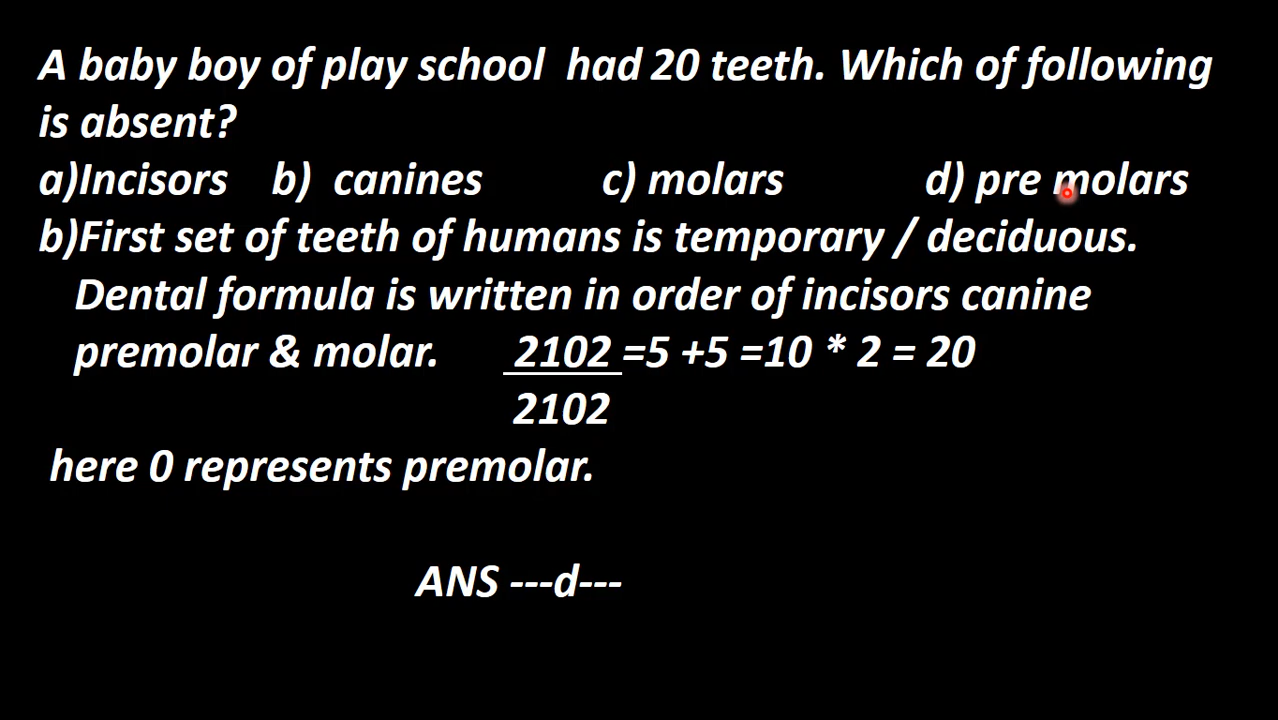 A baby boy of play school had 20 teeth. Which of following
is absent?
a)Incisors b) canines c) molars d) pre molars
b)First set of teeth of humans is temporary / deciduous.
Dental formula is written in order of incisors canine
premolar & molar. 2102 =5 +5 =10 * 2 = 20
2102
here 0 represents premolar.
ANS ---d---